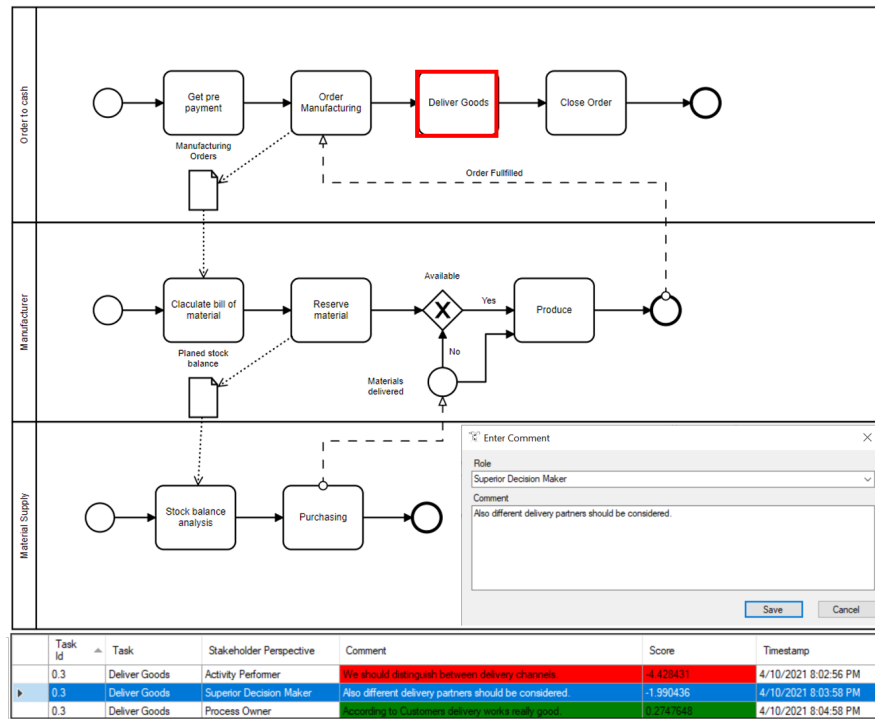 Order to cash
Get pre
payment
Order
Manufacturing
Deliver Goods
Close Order
Manufacturing
Orders
Order Fullfilled
Manufacturer
Claculate bill of
material
Reserve
material
Available
Yes
Produce
No
Planed stock
balance
Materials
delivered
Material Supply
Stock balance
analysis
Purchasing
Enter Comment
Role
Superior Decision Maker
Comment
Also different delivery partners should be considered.
Save Cancel
Task Id Task Stakeholder Perspective Comment Score Timestamp
0.3 Deliver Goods Activity Performer We should distinguish between delivery channels. -4.428431 4/10/2021 8:02:56 PM
0.3 Deliver Goods Superior Decision Maker Also different delivery partners should be considered. -1.990436 4/10/2021 8:03:58 PM
0.3 Deliver Goods Process Owner According to Customers delivery works really good. 0.2747648 4/10/2021 8:04:58 PM